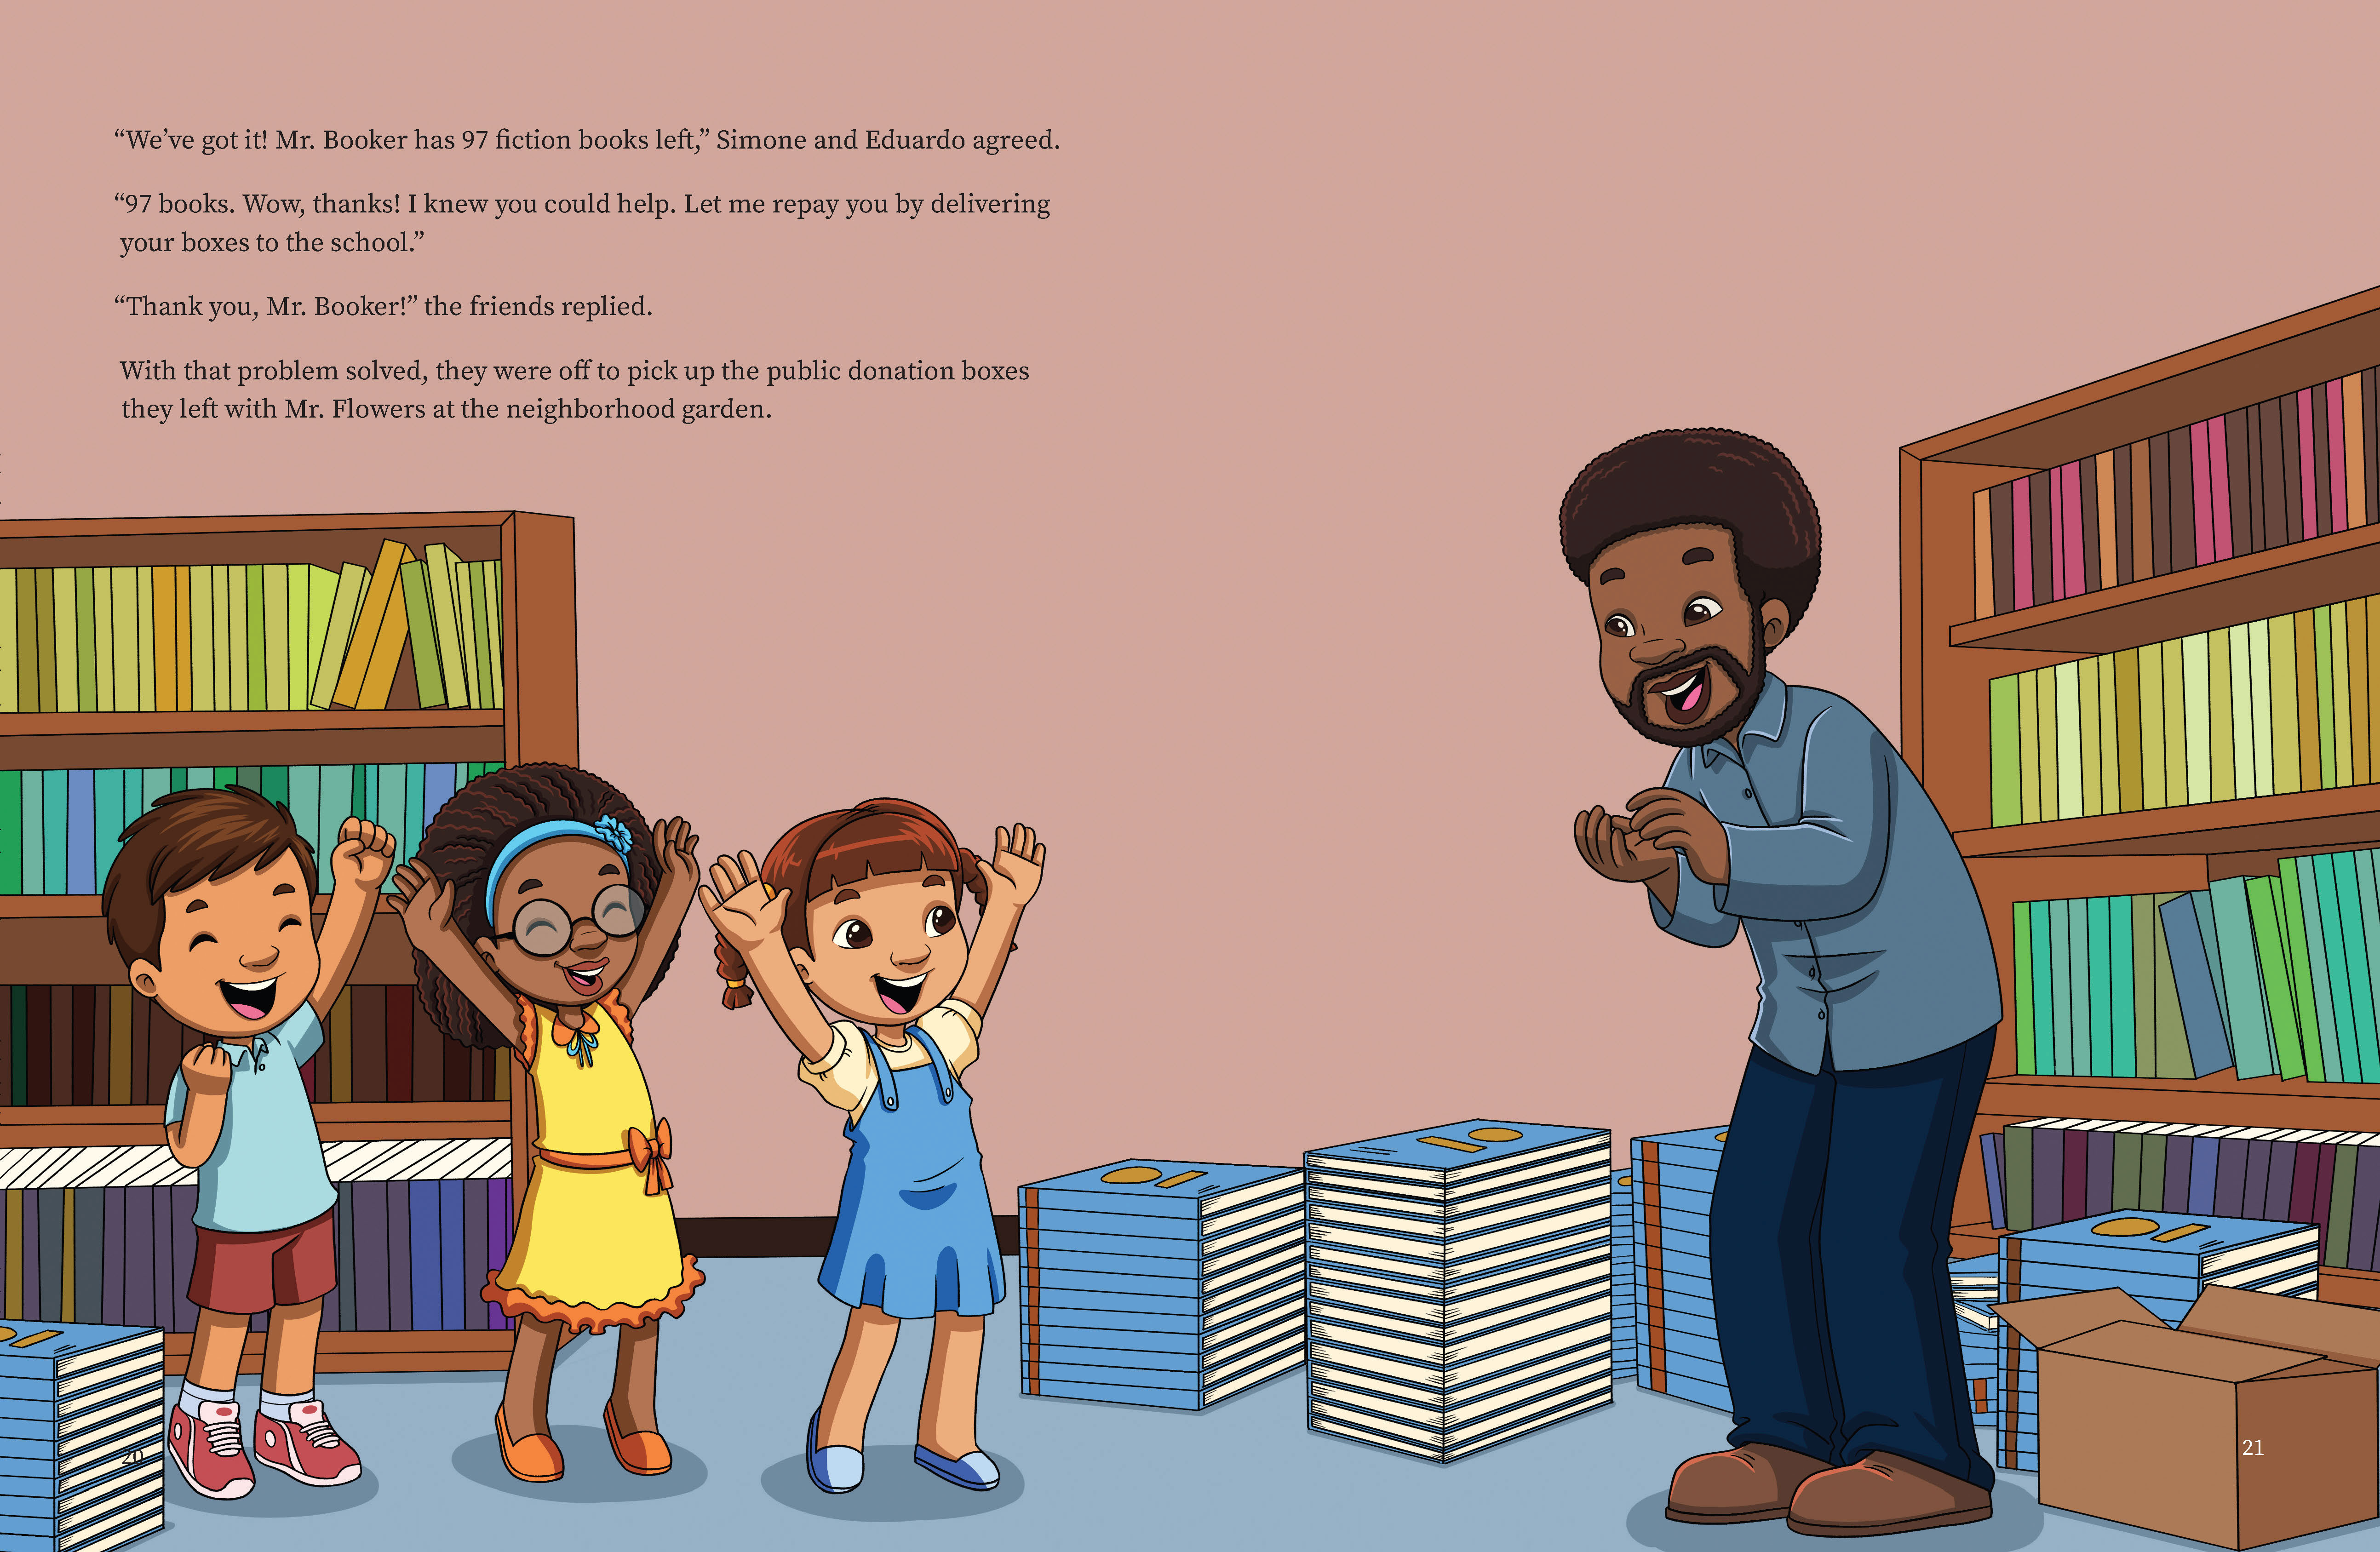 “We’ve got it! Mr. Booker has 97 fiction books left,” Simone and Eduardo agreed.
“97 books. Wow, thanks! I knew you could help. Let me repay you by delivering
your boxes to the school.”
“Thank you, Mr. Booker!” the friends replied.
With that problem solved, they were off to pick up the public donation boxes
they left with Mr. Flowers at the neighborhood garden.
20
21